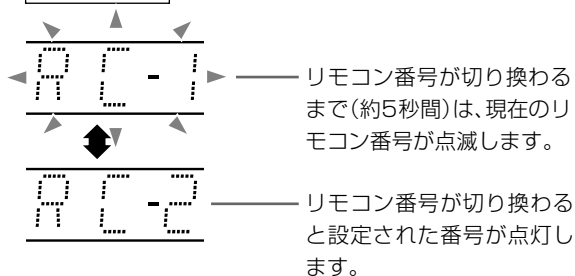 RC-1
リモコン番号が切り換わる
まで（約5秒間）は、現在のリ
モコン番号が点滅します。
RC-2
リモコン番号が切り換わる
と設定された番号が点灯し
ます。